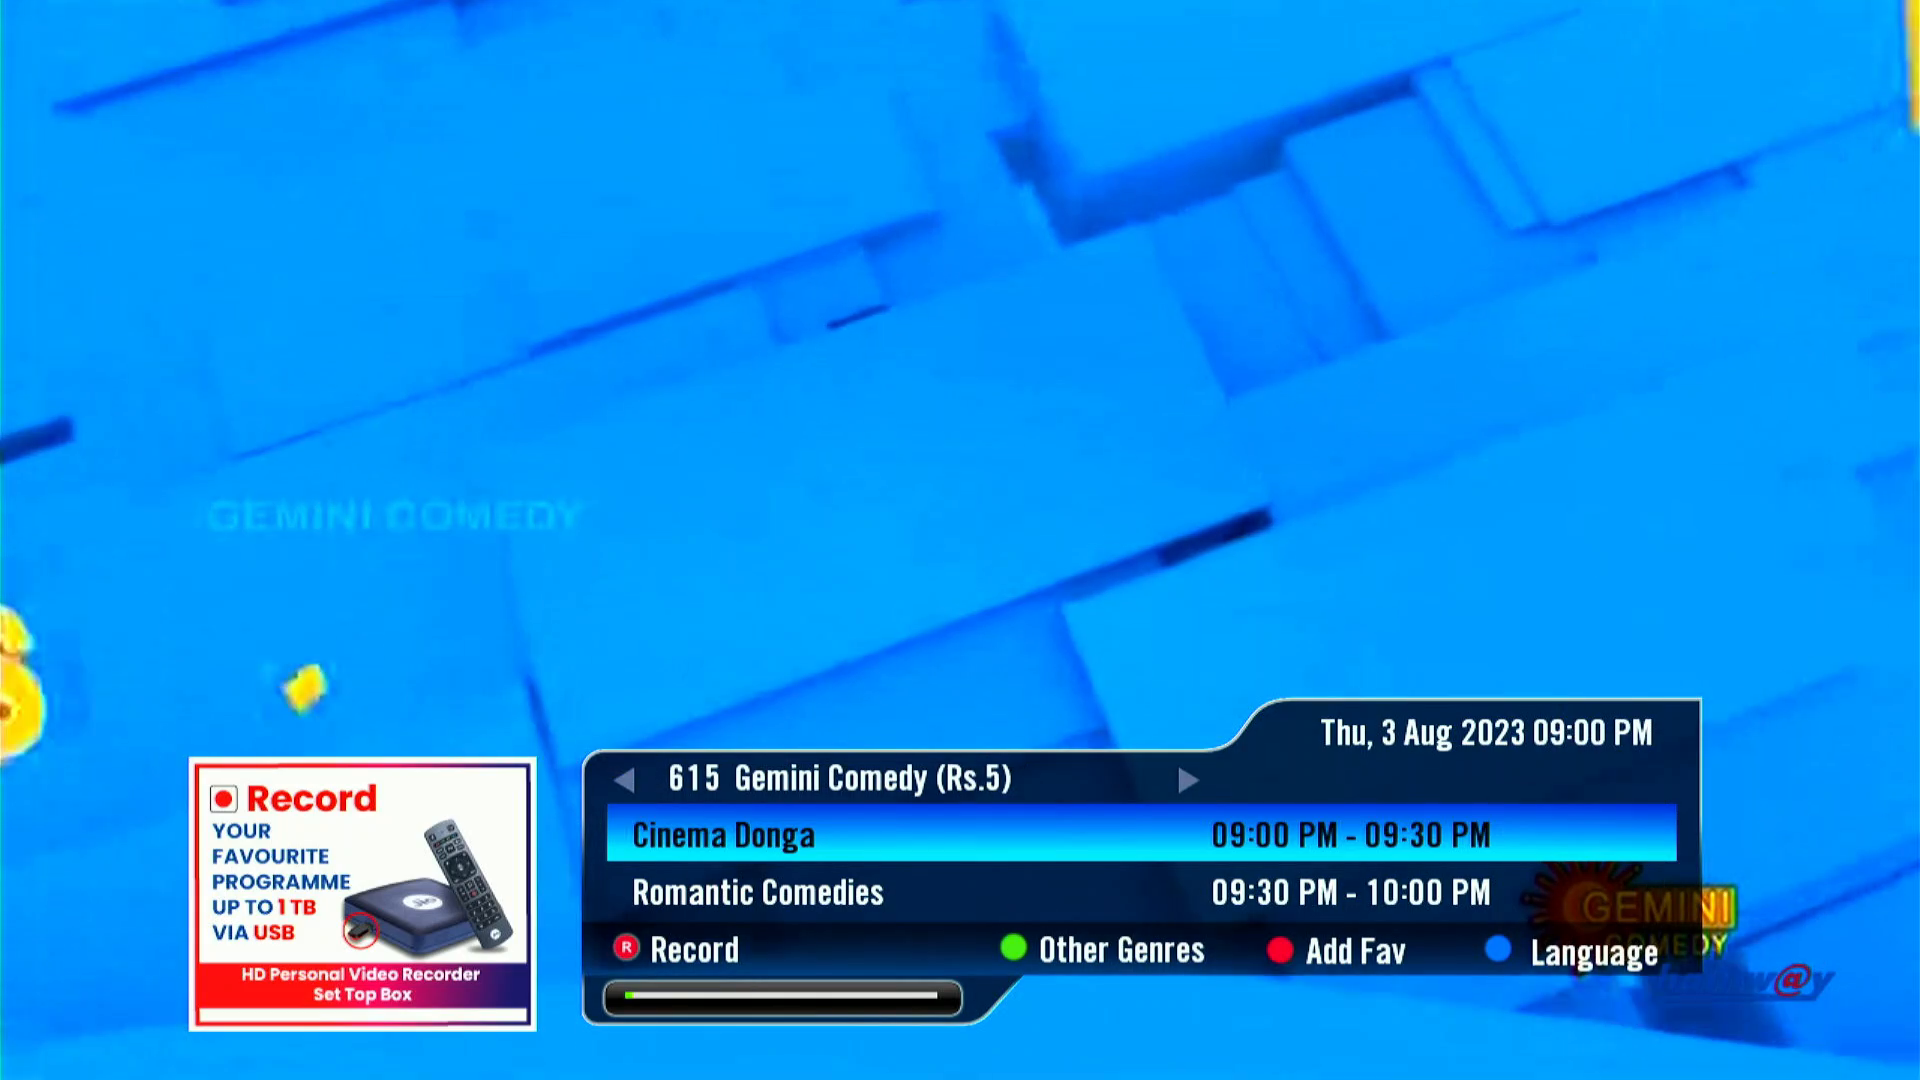 GEMINI COMEDY
Thu, 3 Aug 2023 09:00 PM
615 Gemini Comedy (Rs.5)
Cinema Donga 09:00 PM - 09:30 PM
Romantic Comedies 09:30 PM - 10:00 PM
R Record Other Genres Add Fav Language
GEMINI
COMEDY
Record
YOUR
FAVOURITE
PROGRAMME
UP TO 1 TB
VIA USB
HD Personal Video Recorder
Set Top Box